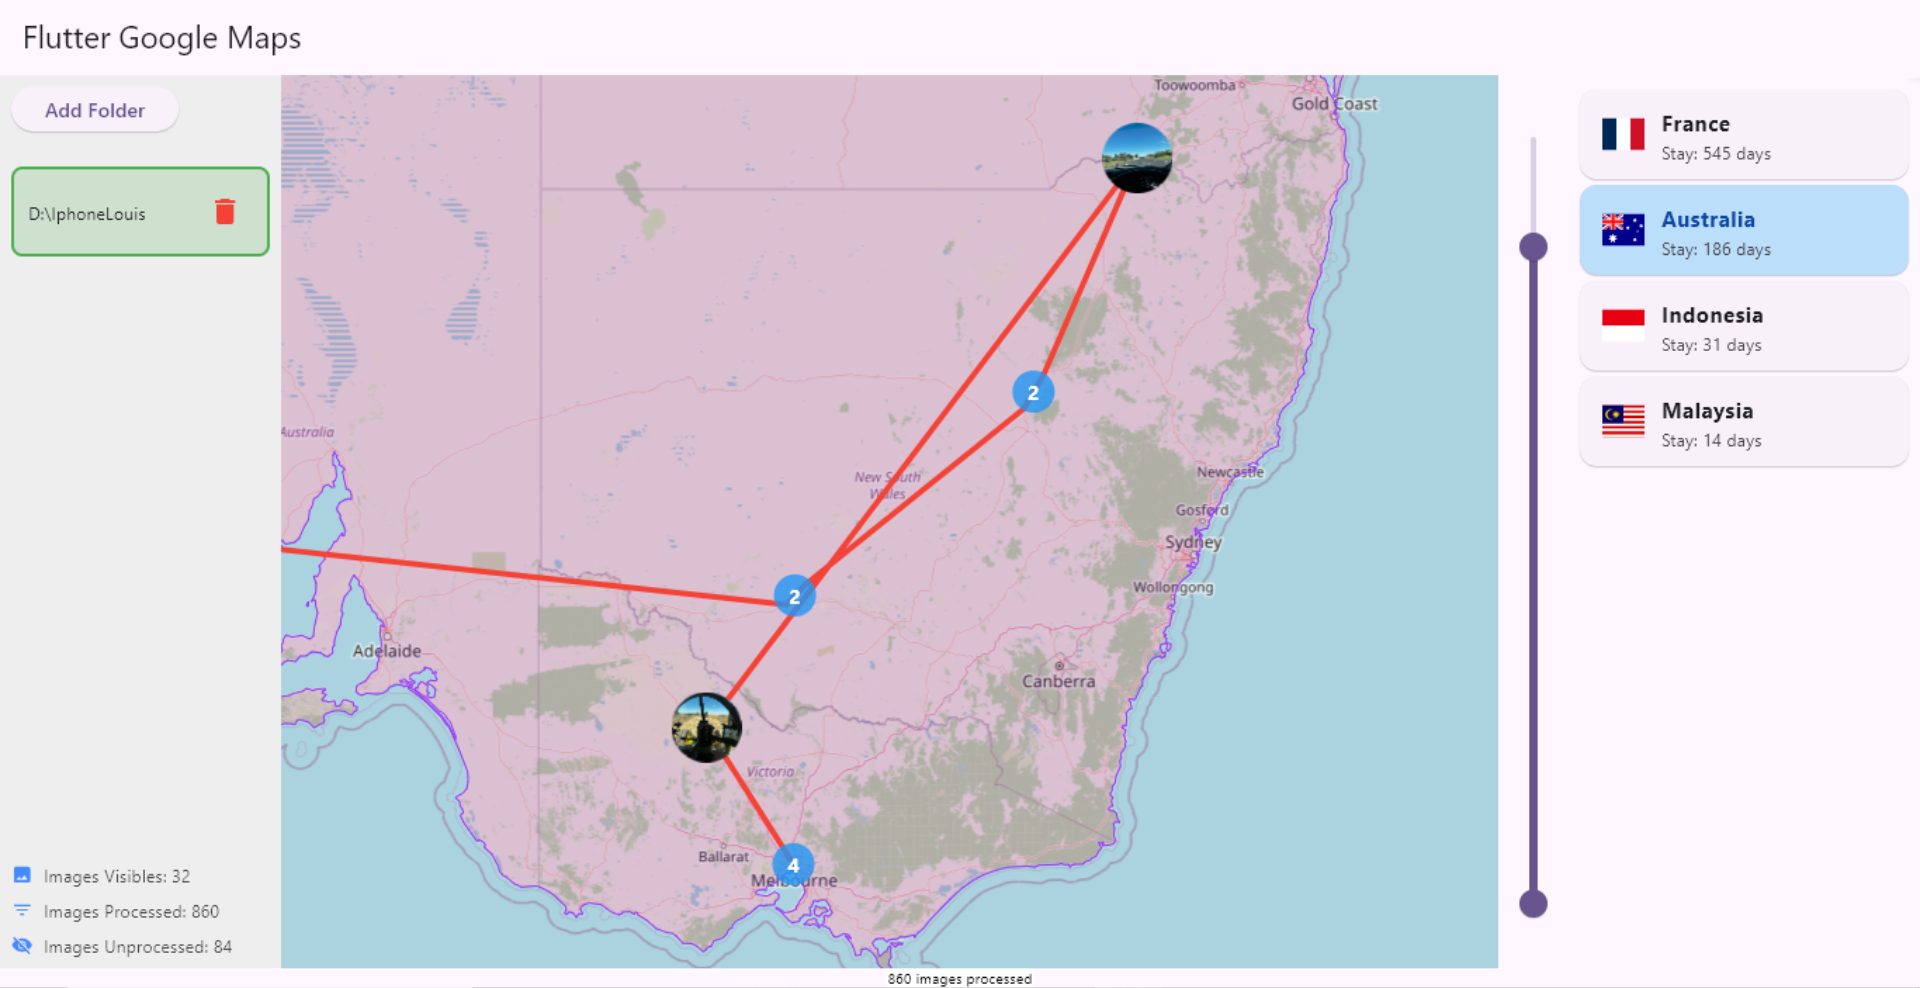 Flutter Google Maps
Add Folder
D:\IphoneLouis
Images Visibles: 32
Images Processed: 860
Images Unprocessed: 84
Toowoomba
Gold Coast
2
Australia
New South
Wales
Newcastle
Gosford
Sydney
Wollongong
2
Adelaide
Canberra
Victoria
Ballarat
4
Melbourne
860 images processed
France
Stay: 545 days
Australia
Stay: 186 days
Indonesia
Stay: 31 days
Malaysia
Stay: 14 days